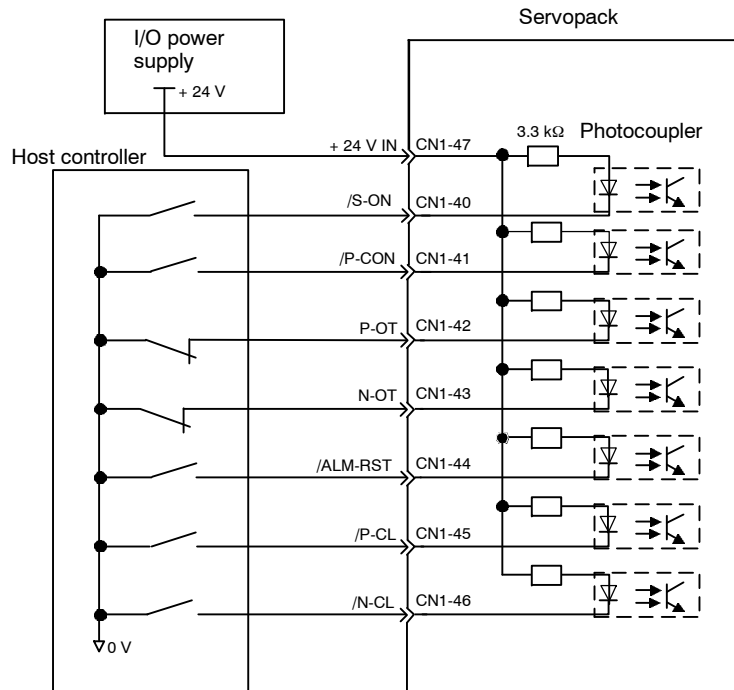 Servopack
I/O power
supply
+ 24 V
Host controller
+ 24 V IN
CN1-47
3.3 kΩ
Photocoupler
/S-ON
CN1-40
/P-CON
CN1-41
P-OT
CN1-42
N-OT
CN1-43
/ALM-RST
CN1-44
/P-CL
CN1-45
/N-CL
CN1-46
0 V